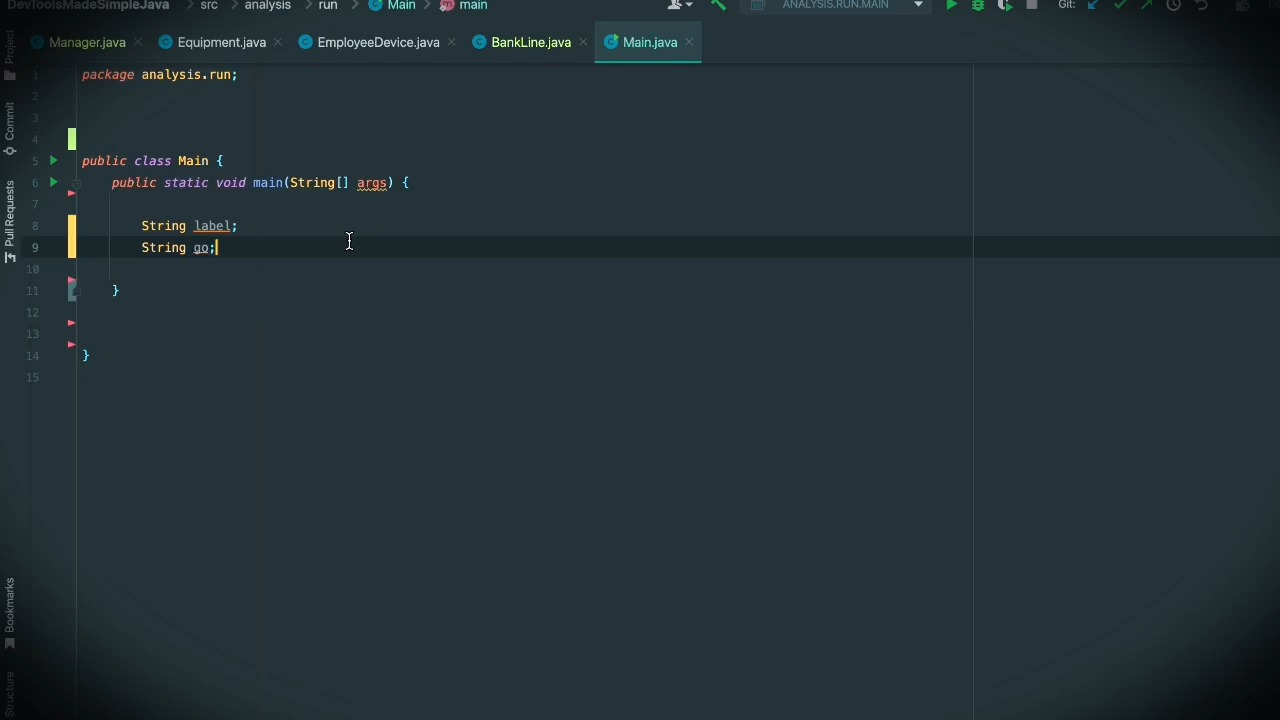 DevToolsMadeSimpleJava src analysis run Main main ANALYSIS.RUN.MAIN Git:
Manager.java Equipment.java EmployeeDevice.java BankLine.java Main.java
Project
Commit
Pull Requests
Bookmarks
Structure
1 package analysis.run;
2
3
4
5 public class Main {
6 public static void main(String[] args) {
7
8 String label;
9 String go;
10
11 }
12
13
14 }
15